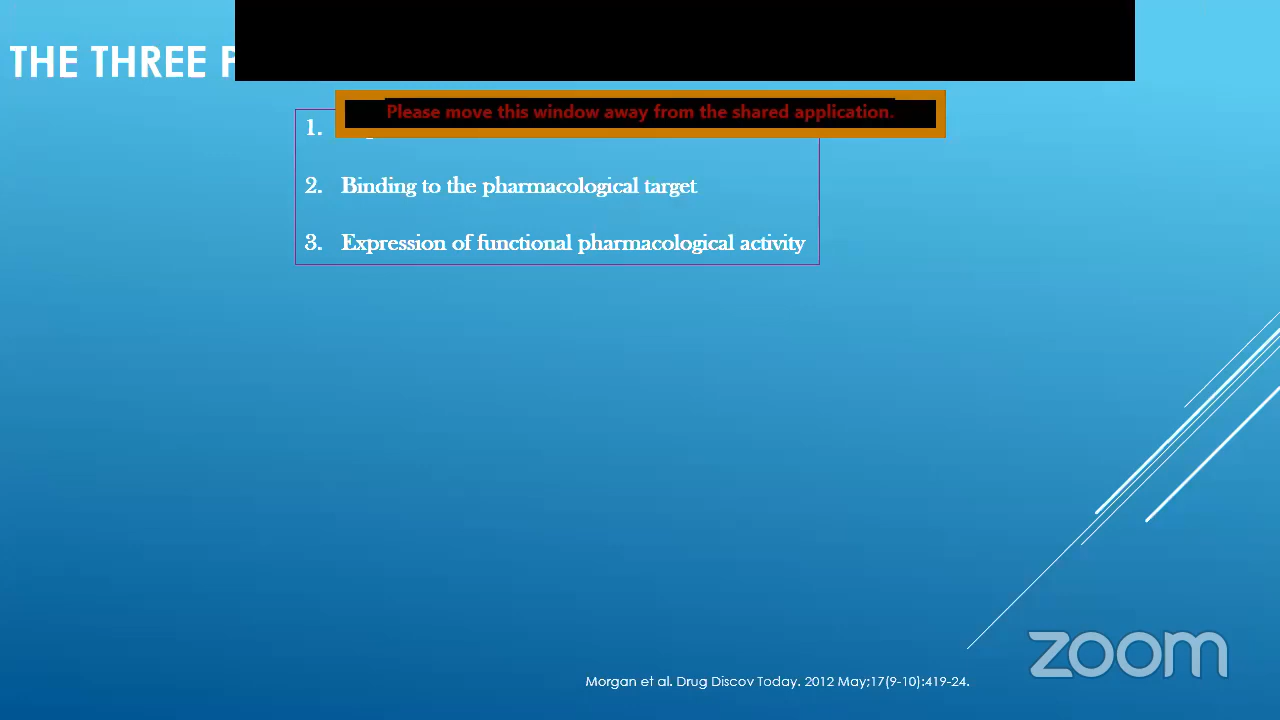 THE THREE
Please move this window away from the shared application.
1.
2. Binding to the pharmacological target
3. Expression of functional pharmacological activity
Morgan et al. Drug Discov Today. 2012 May;17(9-10):419-24.
zoom